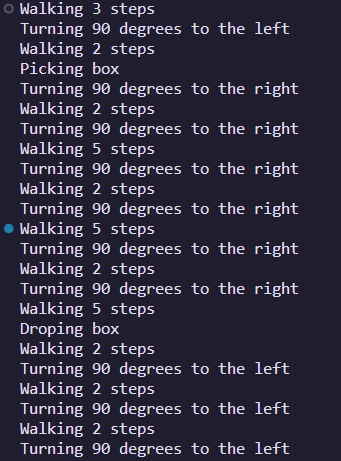 Walking 3 steps
Turning 90 degrees to the left
Walking 2 steps
Picking box
Turning 90 degrees to the right
Walking 2 steps
Turning 90 degrees to the right
Walking 5 steps
Turning 90 degrees to the right
Walking 2 steps
Turning 90 degrees to the right
Walking 5 steps
Turning 90 degrees to the right
Walking 2 steps
Turning 90 degrees to the right
Walking 5 steps
Droping box
Walking 2 steps
Turning 90 degrees to the left
Walking 2 steps
Turning 90 degrees to the left
Walking 2 steps
Turning 90 degrees to the left